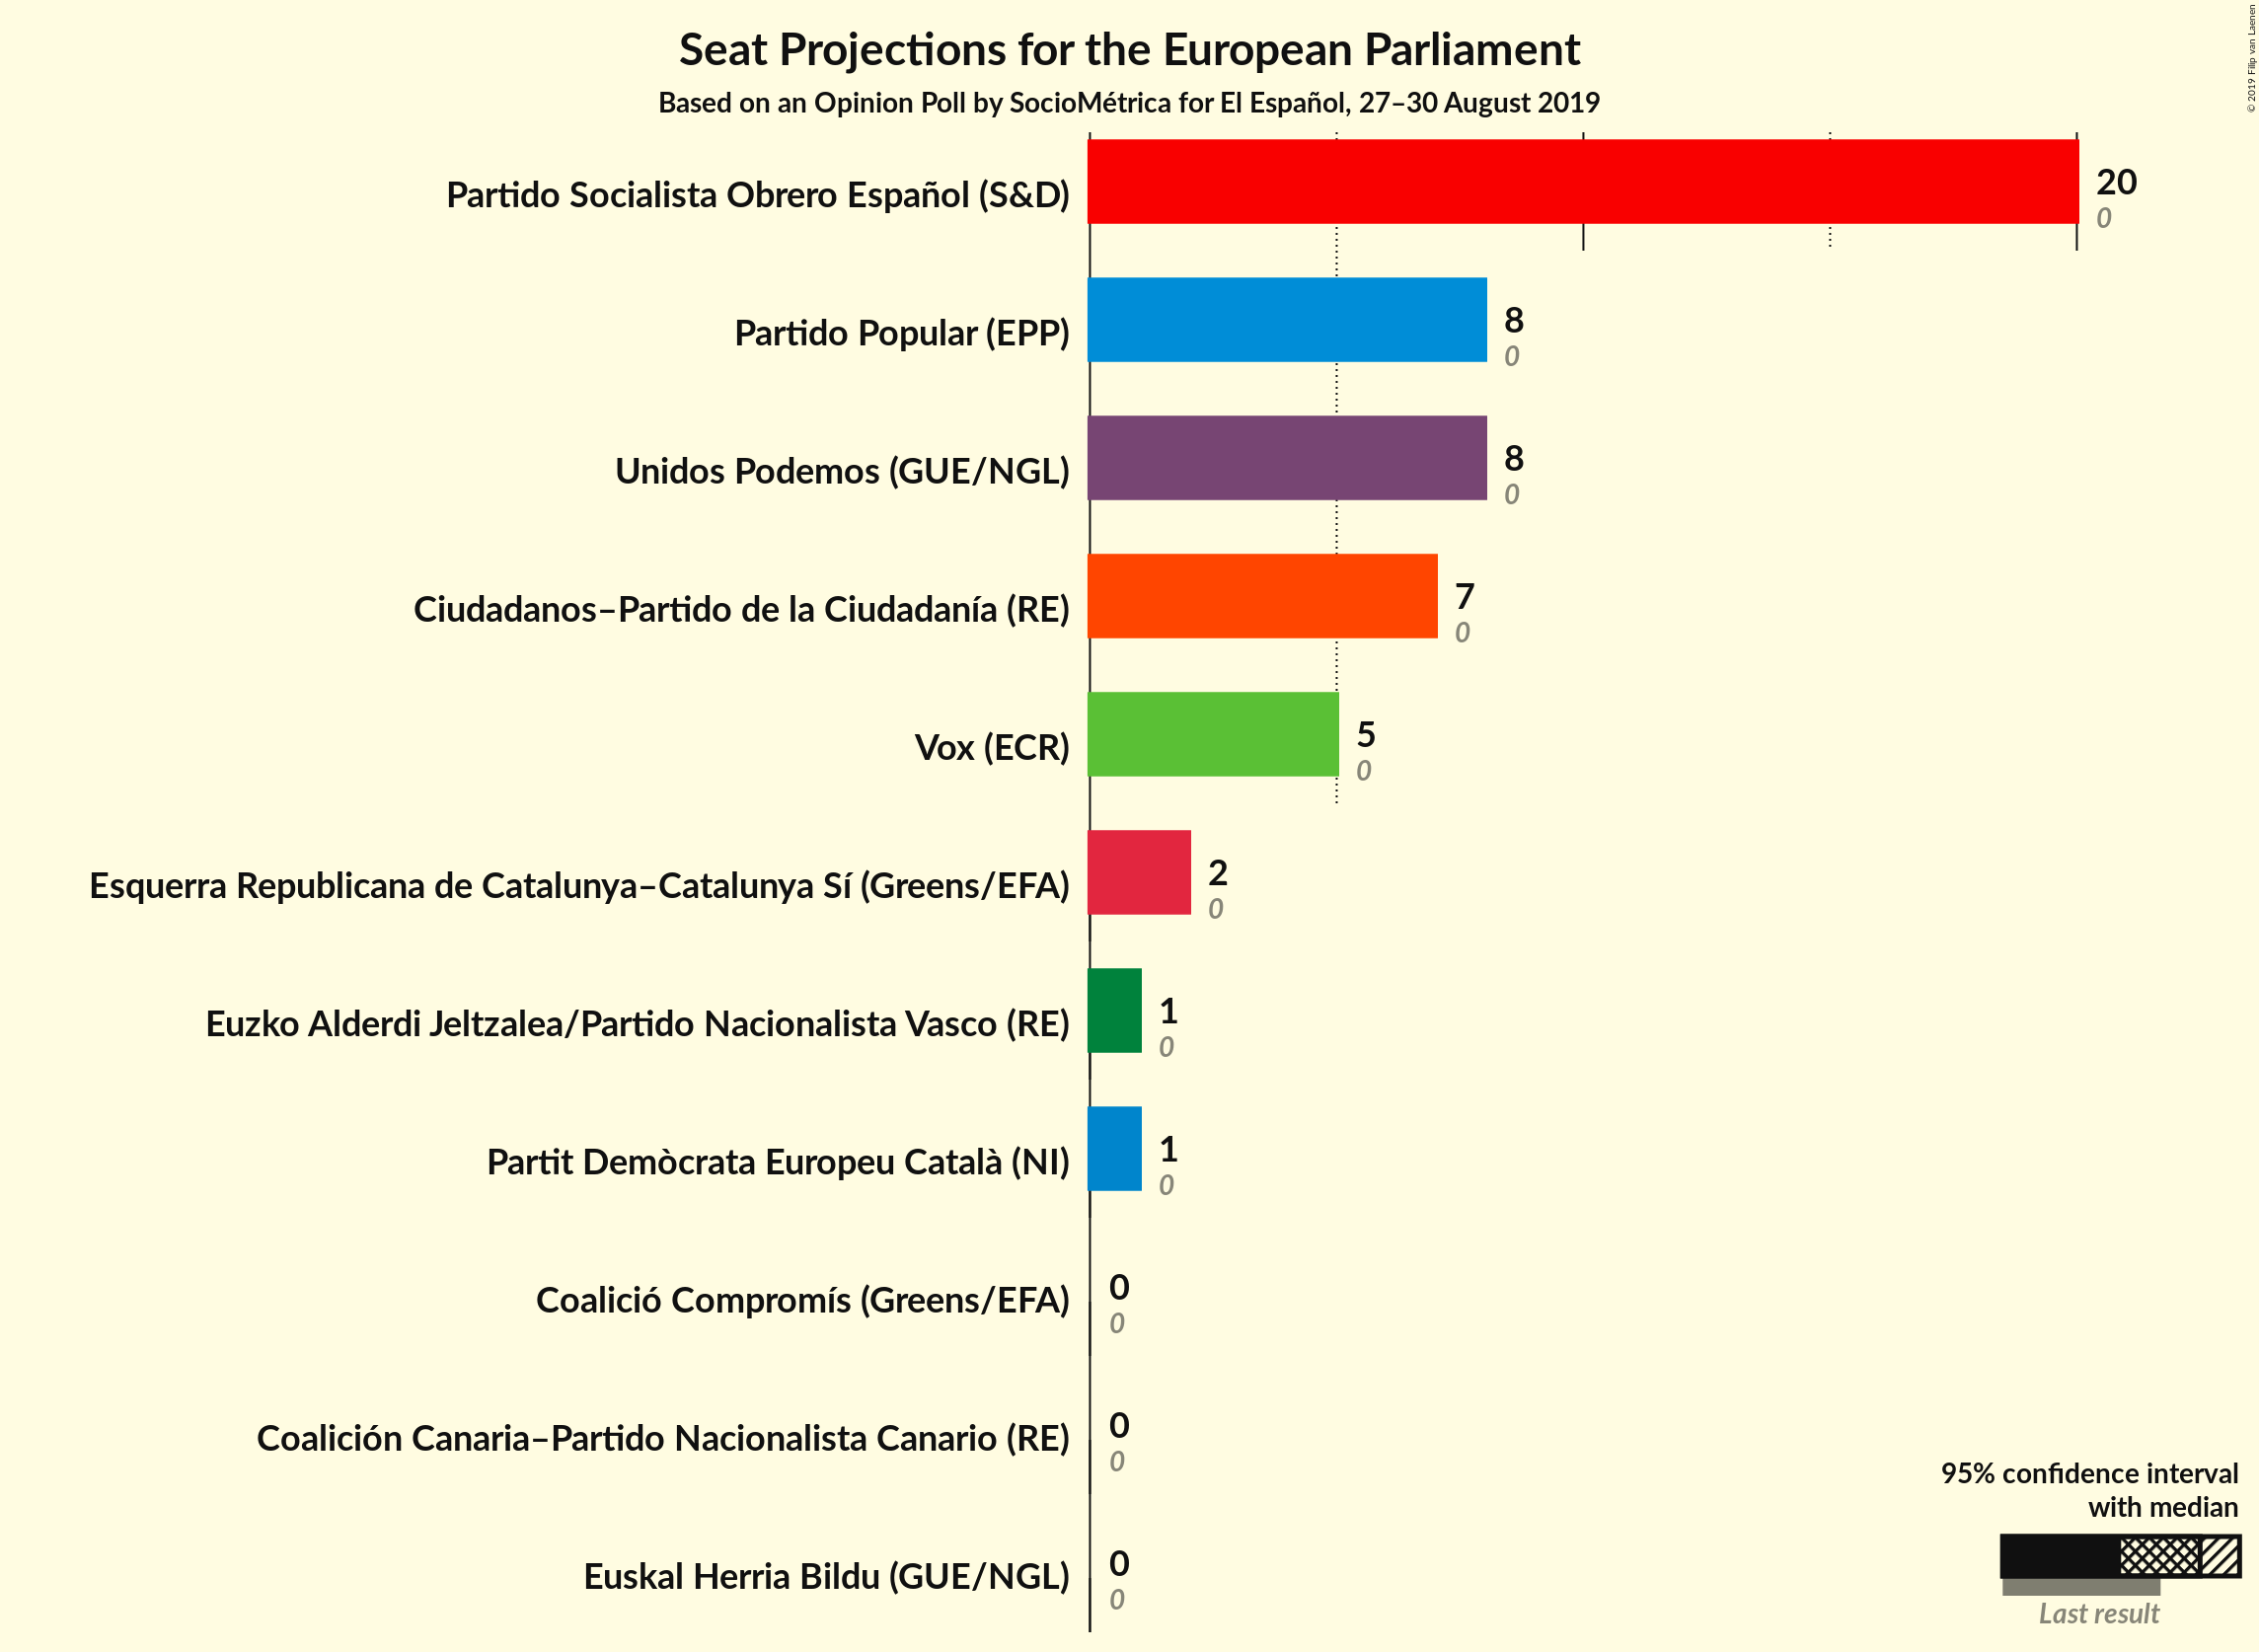 Seat Projections for the European Parliament
Based on an Opinion Poll by SocioMétrica for El Español, 27–30 August 2019
© 2019 Filip van Laenen
Partido Socialista Obrero Español (S&D)
20
0
Partido Popular (EPP)
8
0
Unidos Podemos (GUE/NGL)
8
0
Ciudadanos–Partido de la Ciudadanía (RE)
7
0
Vox (ECR)
5
0
Esquerra Republicana de Catalunya–Catalunya Sí (Greens/EFA)
2
0
Euzko Alderdi Jeltzalea/Partido Nacionalista Vasco (RE)
1
0
Partit Demòcrata Europeu Català (NI)
1
0
Coalició Compromís (Greens/EFA)
0
0
Coalición Canaria–Partido Nacionalista Canario (RE)
0
0
Euskal Herria Bildu (GUE/NGL)
0
0
95% confidence interval
with median
Last result